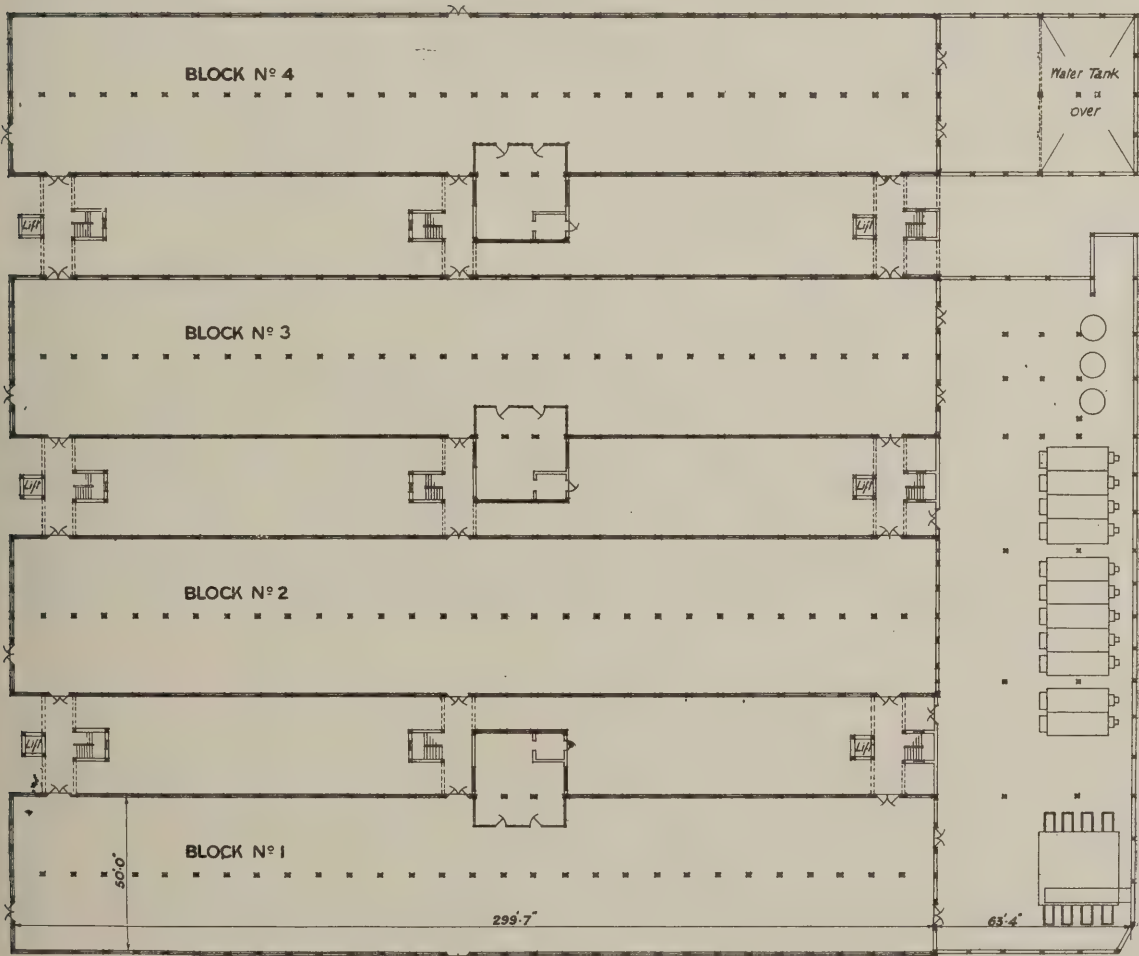 BLOCK Nº 4
Water Tank
over
Lift
Lift
BLOCK Nº 3
Lift
Lift
BLOCK Nº 2
Lift
Lift
BLOCK Nº 1
50'·0"
299'·7"
63'·4"